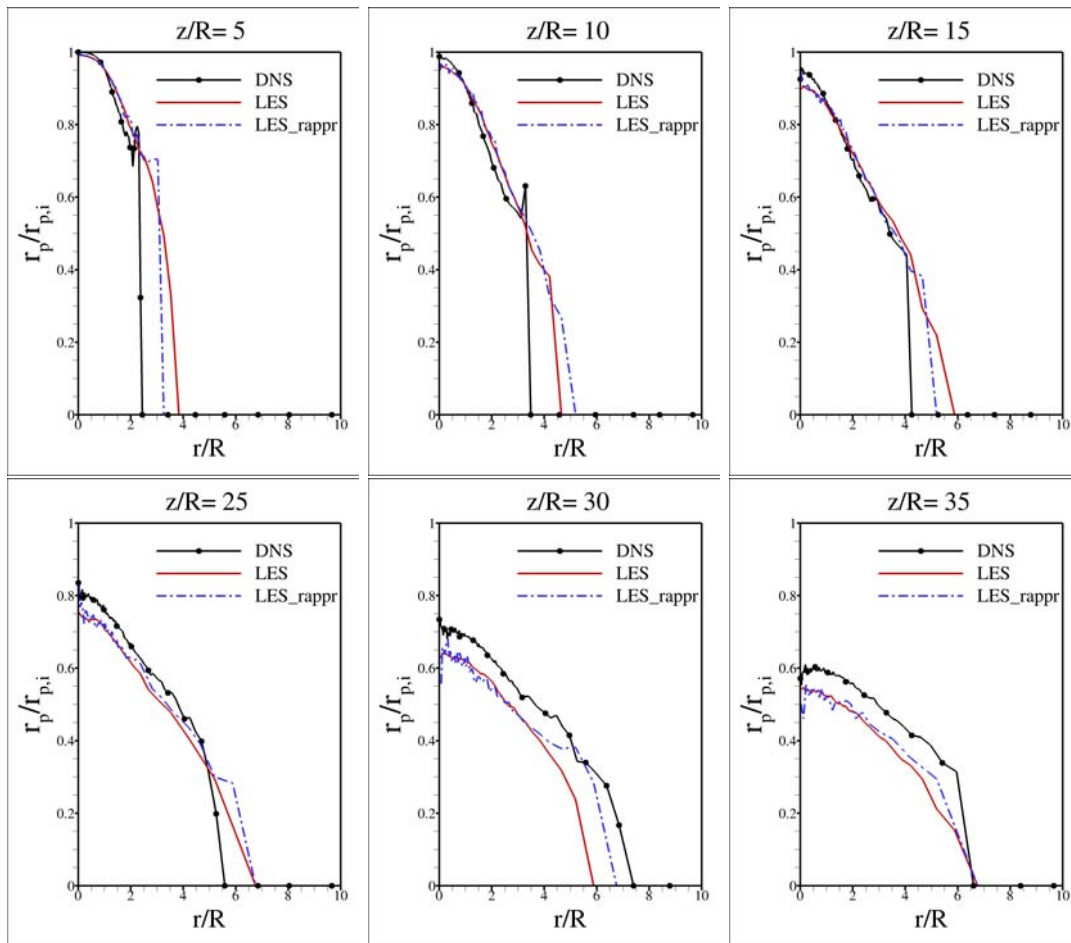 z/R= 5
DNS
LES
LES_rappr
1
0.8
0.6
0.4
0.2
0
r_p/r_p,i
0 2 4 6 8 10
r/R
z/R= 10
DNS
LES
LES_rappr
1
0.8
0.6
0.4
0.2
0
r_p/r_p,i
0 2 4 6 8 10
r/R
z/R= 15
DNS
LES
LES_rappr
1
0.8
0.6
0.4
0.2
0
r_p/r_p,i
0 2 4 6 8 10
r/R
z/R= 25
DNS
LES
LES_rappr
1
0.8
0.6
0.4
0.2
0
r_p/r_p,i
0 2 4 6 8 10
r/R
z/R= 30
DNS
LES
LES_rappr
1
0.8
0.6
0.4
0.2
0
r_p/r_p,i
0 2 4 6 8 10
r/R
z/R= 35
DNS
LES
LES_rappr
1
0.8
0.6
0.4
0.2
0
r_p/r_p,i
0 2 4 6 8 10
r/R